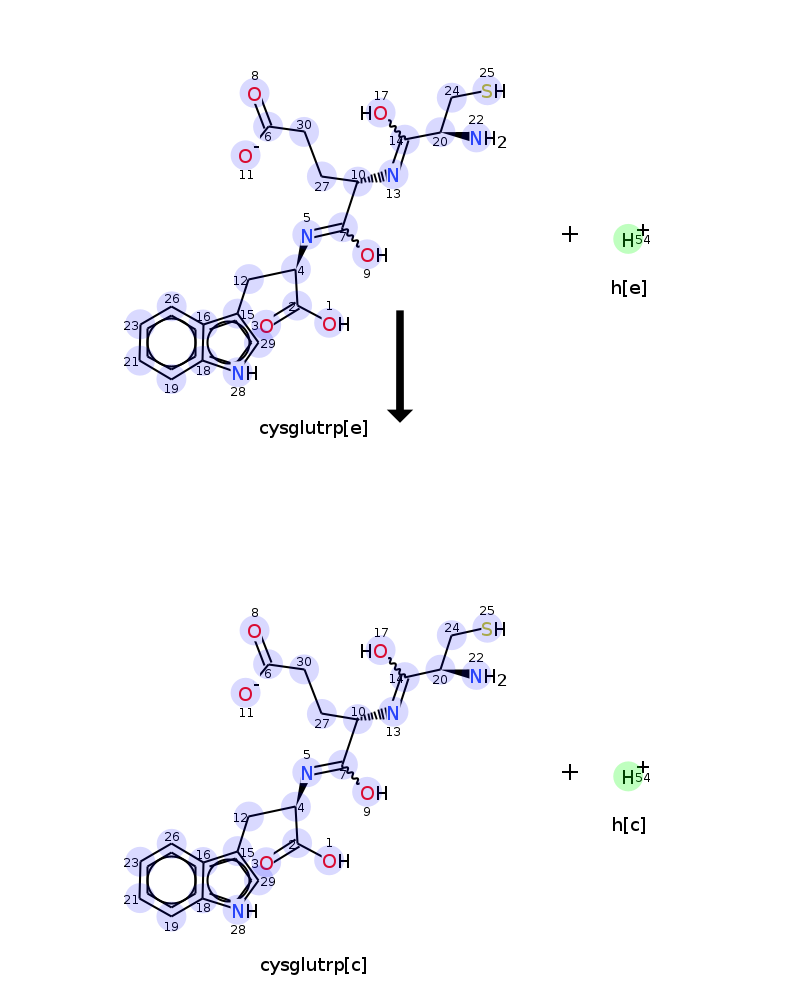 8
O
6
O-
11
30
27
10
N
13
14
HO
17
20
NH2
22
24
SH
25
N
5
7
OH
9
4
12
2
OH
1
O
3
15
16
26
23
21
19
18
NH
28
29
cysglutrp[e]
+
H+
54
h[e]
8
O
6
O-
11
30
27
10
N
13
14
HO
17
20
NH2
22
24
SH
25
N
5
7
OH
9
4
12
2
OH
1
O
3
15
16
26
23
21
19
18
NH
28
29
cysglutrp[c]
+
H+
54
h[c]